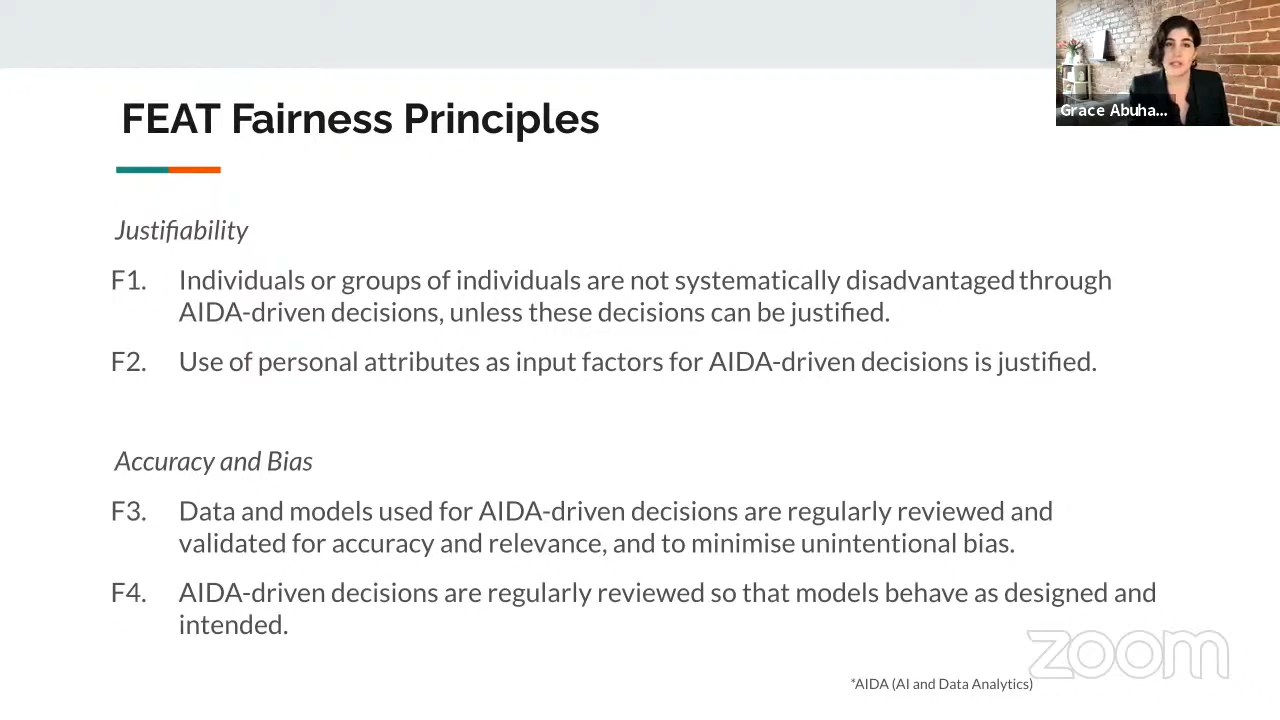 Grace Abuha...
FEAT Fairness Principles
Justifiability
F1. Individuals or groups of individuals are not systematically disadvantaged through
AIDA-driven decisions, unless these decisions can be justified.
F2. Use of personal attributes as input factors for AIDA-driven decisions is justified.
Accuracy and Bias
F3. Data and models used for AIDA-driven decisions are regularly reviewed and
validated for accuracy and relevance, and to minimise unintentional bias.
F4. AIDA-driven decisions are regularly reviewed so that models behave as designed and
intended.
zoom
*AIDA (AI and Data Analytics)